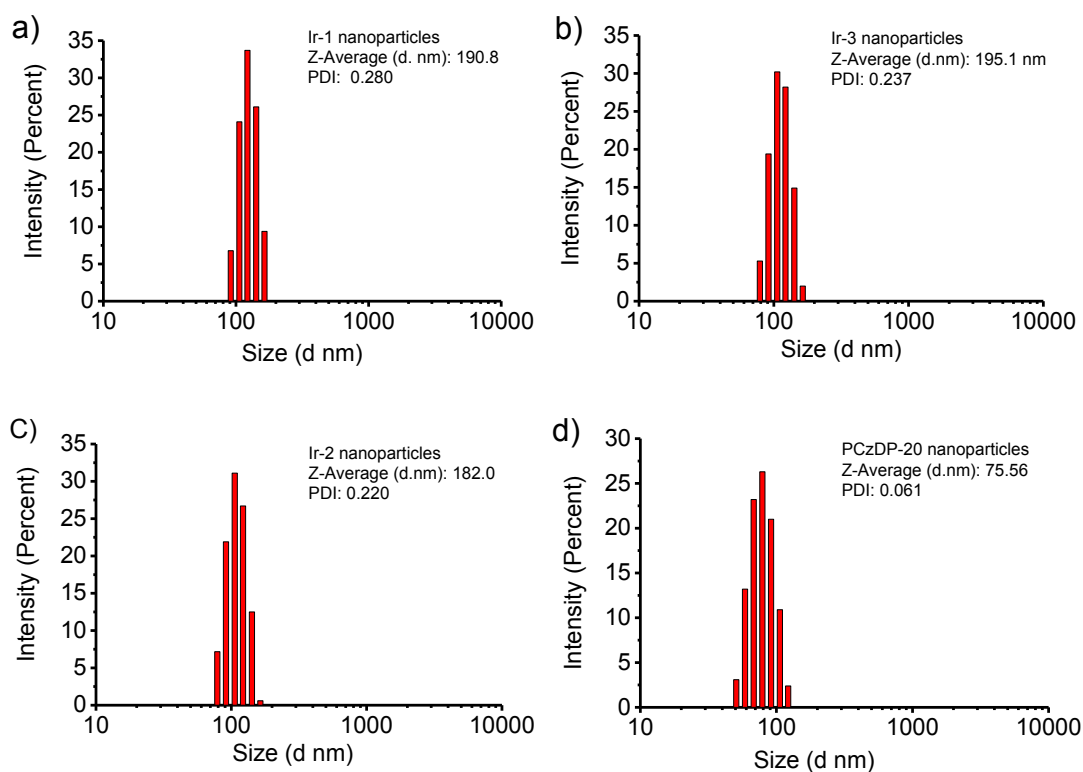 a)
Ir-1 nanoparticles
Z-Average (d. nm): 190.8
PDI: 0.280
Intensity (Percent)
35
30
25
20
15
10
5
0
10
100
1000
10000
Size (d nm)
b)
Ir-3 nanoparticles
Z-Average (d.nm): 195.1 nm
PDI: 0.237
Intensity (Percent)
35
30
25
20
15
10
5
0
10
100
1000
10000
Size (d nm)
C)
Ir-2 nanoparticles
Z-Average (d.nm): 182.0
PDI: 0.220
Intensity (Percent)
35
30
25
20
15
10
5
0
10
100
1000
10000
Size (d nm)
d)
PCzDP-20 nanoparticles
Z-Average (d.nm): 75.56
PDI: 0.061
Intensity (Percent)
30
25
20
15
10
5
0
10
100
1000
10000
Size (d nm)